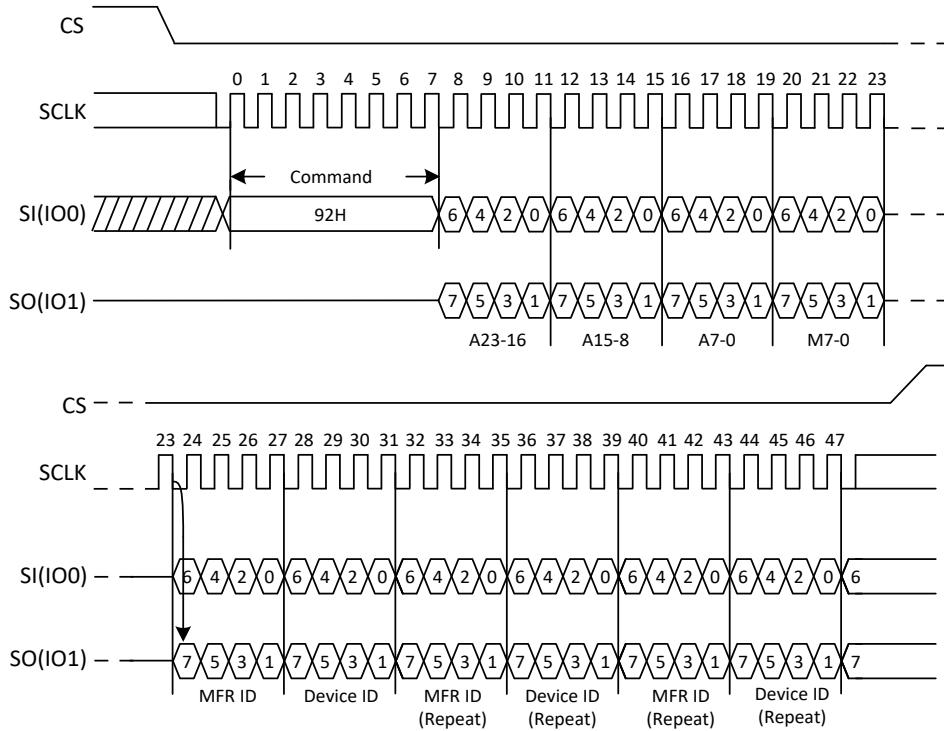 CS
0 1 2 3 4 5 6 7 8 9 10 11 12 13 14 15 16 17 18 19 20 21 22 23
SCLK
Command
SI(IO0) 92H 6 4 2 0 6 4 2 0 6 4 2 0 6 4 2 0
SO(IO1) 7 5 3 1 7 5 3 1 7 5 3 1 7 5 3 1
A23-16 A15-8 A7-0 M7-0
CS
23 24 25 26 27 28 29 30 31 32 33 34 35 36 37 38 39 40 41 42 43 44 45 46 47
SCLK
SI(IO0) 6 4 2 0 6 4 2 0 6 4 2 0 6 4 2 0 6 4 2 0 6 4 2 0 6
SO(IO1) 7 5 3 1 7 5 3 1 7 5 3 1 7 5 3 1 7 5 3 1 7 5 3 1 7
MFR ID Device ID MFR ID Device ID MFR ID Device ID
(Repeat) (Repeat) (Repeat) (Repeat)